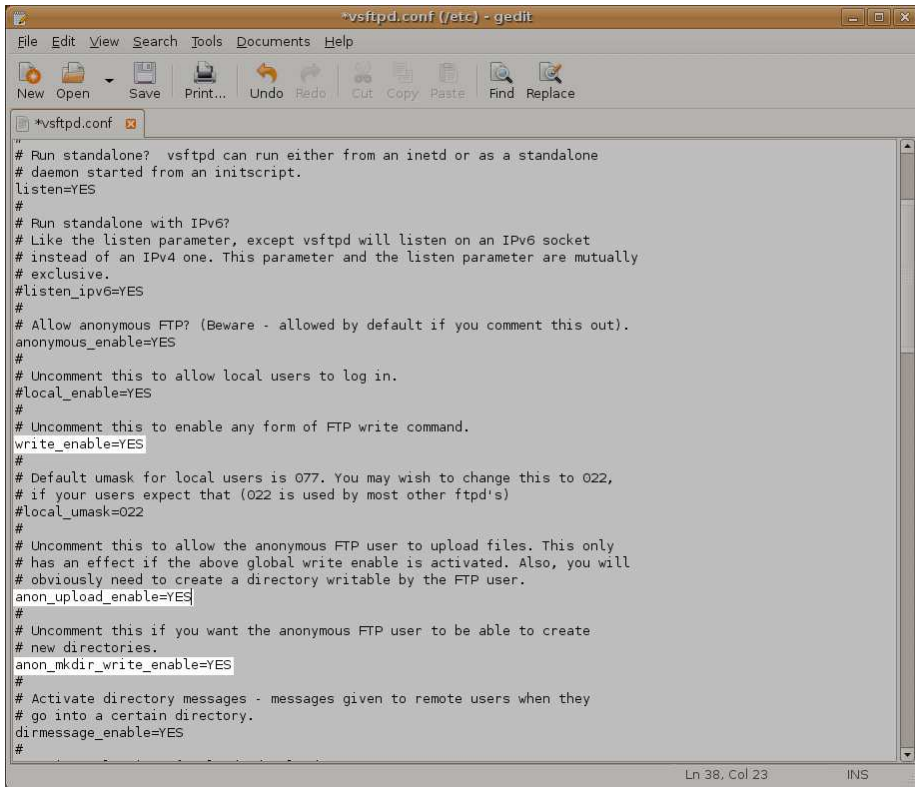 *vsftpd.conf (/etc) - gedit
File Edit View Search Tools Documents Help
New Open Save Print... Undo Redo Cut Copy Paste Find Replace
*vsftpd.conf
# Run standalone?  vsftpd can run either from an inetd or as a standalone
# daemon started from an initscript.
listen=YES
#
# Run standalone with IPv6?
# Like the listen parameter, except vsftpd will listen on an IPv6 socket
# instead of an IPv4 one. This parameter and the listen parameter are mutually
# exclusive.
#listen_ipv6=YES
#
# Allow anonymous FTP? (Beware - allowed by default if you comment this out).
anonymous_enable=YES
#
# Uncomment this to allow local users to log in.
#local_enable=YES
#
# Uncomment this to enable any form of FTP write command.
write_enable=YES
#
# Default umask for local users is 077. You may wish to change this to 022,
# if your users expect that (022 is used by most other ftpd's)
#local_umask=022
#
# Uncomment this to allow the anonymous FTP user to upload files. This only
# has an effect if the above global write enable is activated. Also, you will
# obviously need to create a directory writable by the FTP user.
anon_upload_enable=YES
#
# Uncomment this if you want the anonymous FTP user to be able to create
# new directories.
anon_mkdir_write_enable=YES
#
# Activate directory messages - messages given to remote users when they
# go into a certain directory.
dirmessage_enable=YES
#
Ln 38, Col 23 INS